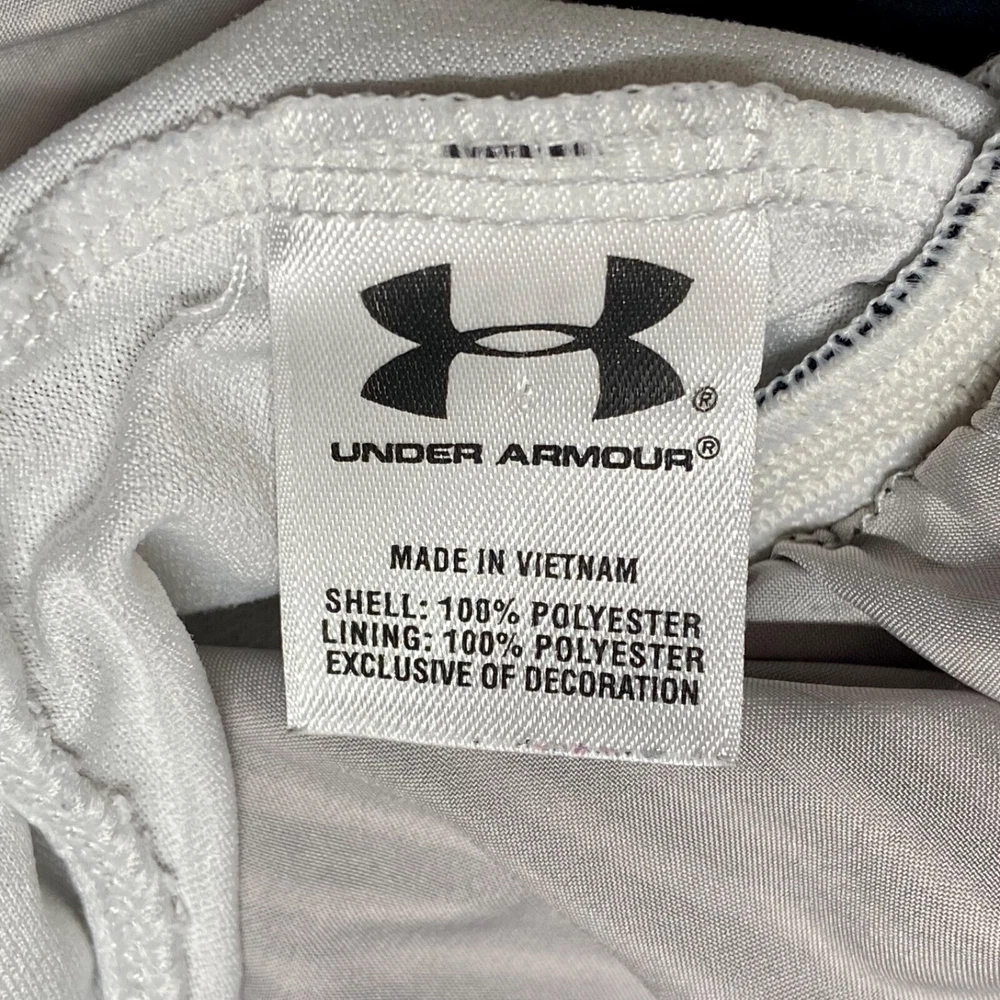 ®
UNDER ARMOUR®
MADE IN VIETNAM
SHELL: 100% POLYESTER
LINING: 100% POLYESTER
EXCLUSIVE OF DECORATION